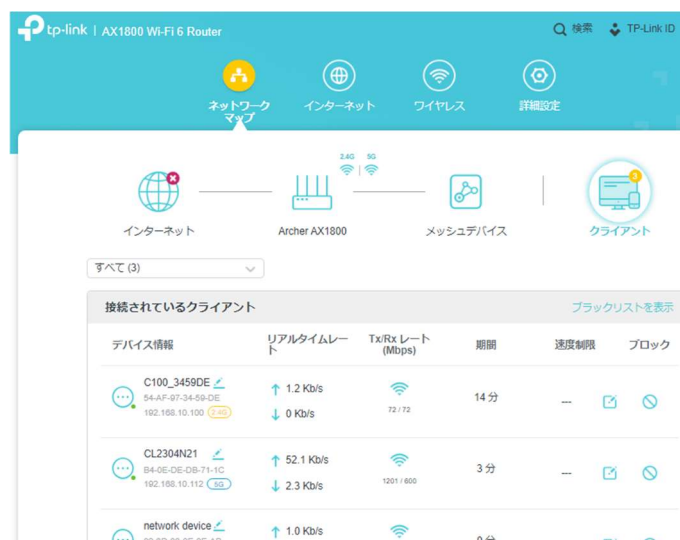 tp-link | AX1800 Wi-Fi 6 Router
検索
TP-Link ID
ネットワーク
マップ
インターネット
ワイヤレス
詳細設定
2.4G
5G
3
インターネット
Archer AX1800
メッシュデバイス
クライアント
すべて (3)
接続されているクライアント
ブラックリストを表示
デバイス情報
リアルタイムレー
ト
Tx/Rx レート
(Mbps)
期間
速度制限
ブロック
C100_3459DE
54-AF-97-34-59-DE
192.168.10.100 2.4G
1.2 Kb/s
0 Kb/s
72 / 72
14 分
---
CL2304N21
B4-0E-DE-DB-71-1C
192.168.10.112 5G
52.1 Kb/s
2.3 Kb/s
1201 / 600
3 分
---
network device
1.0 Kb/s